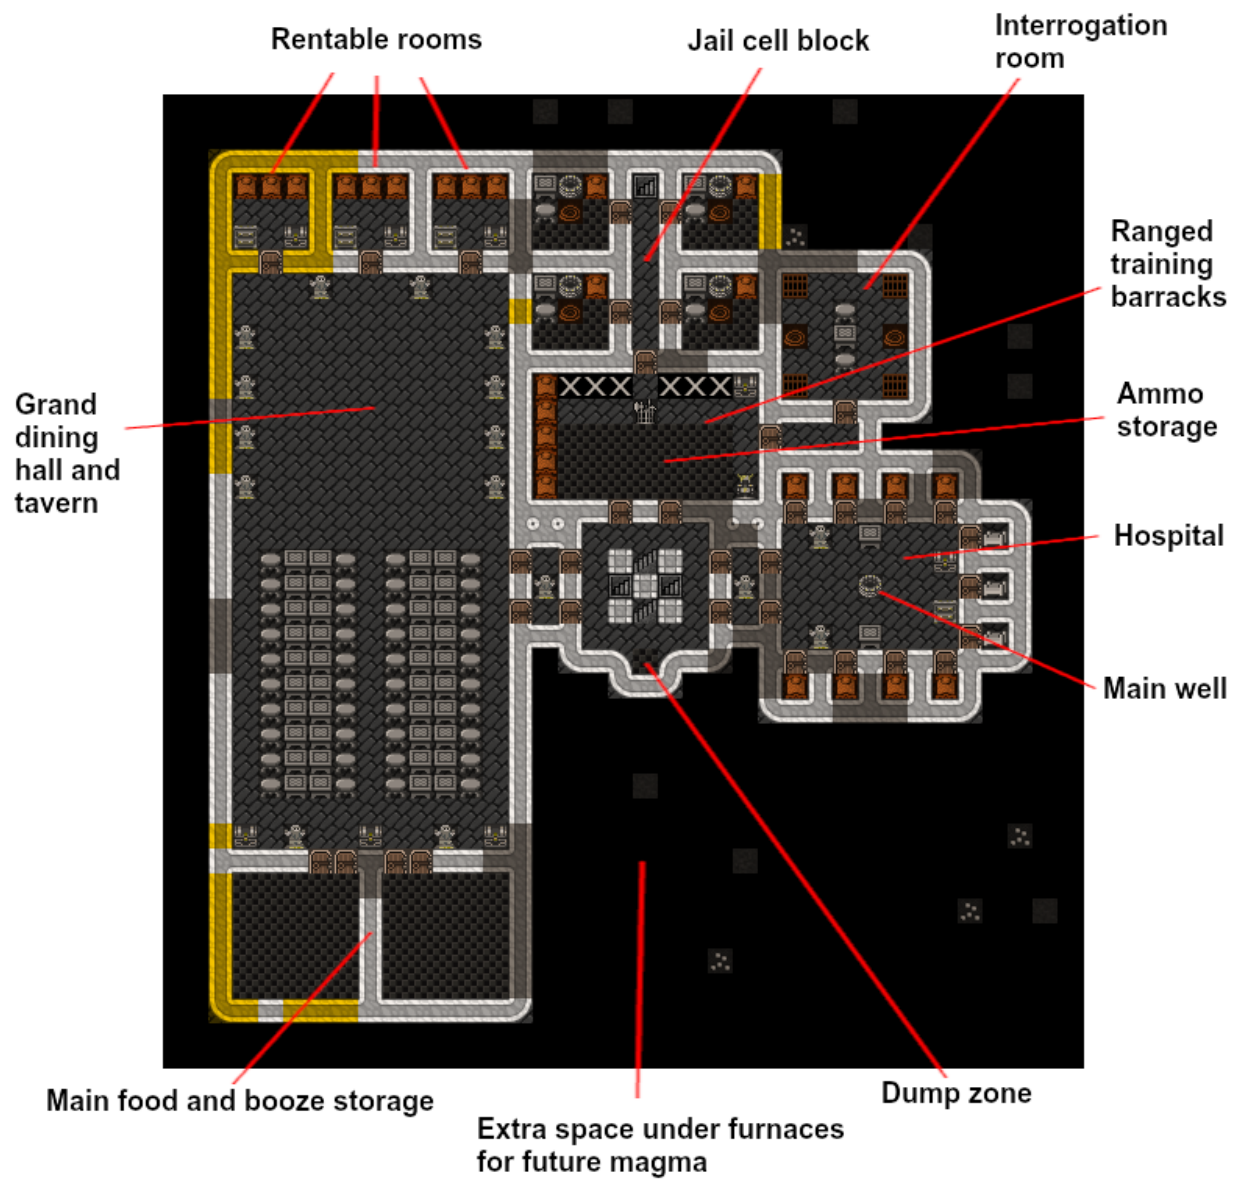 Rentable rooms
Jail cell block
Interrogation
room
Ranged
training
barracks
Grand
dining
hall and
tavern
Ammo
storage
Hospital
Main well
Main food and booze storage
Dump zone
Extra space under furnaces
for future magma